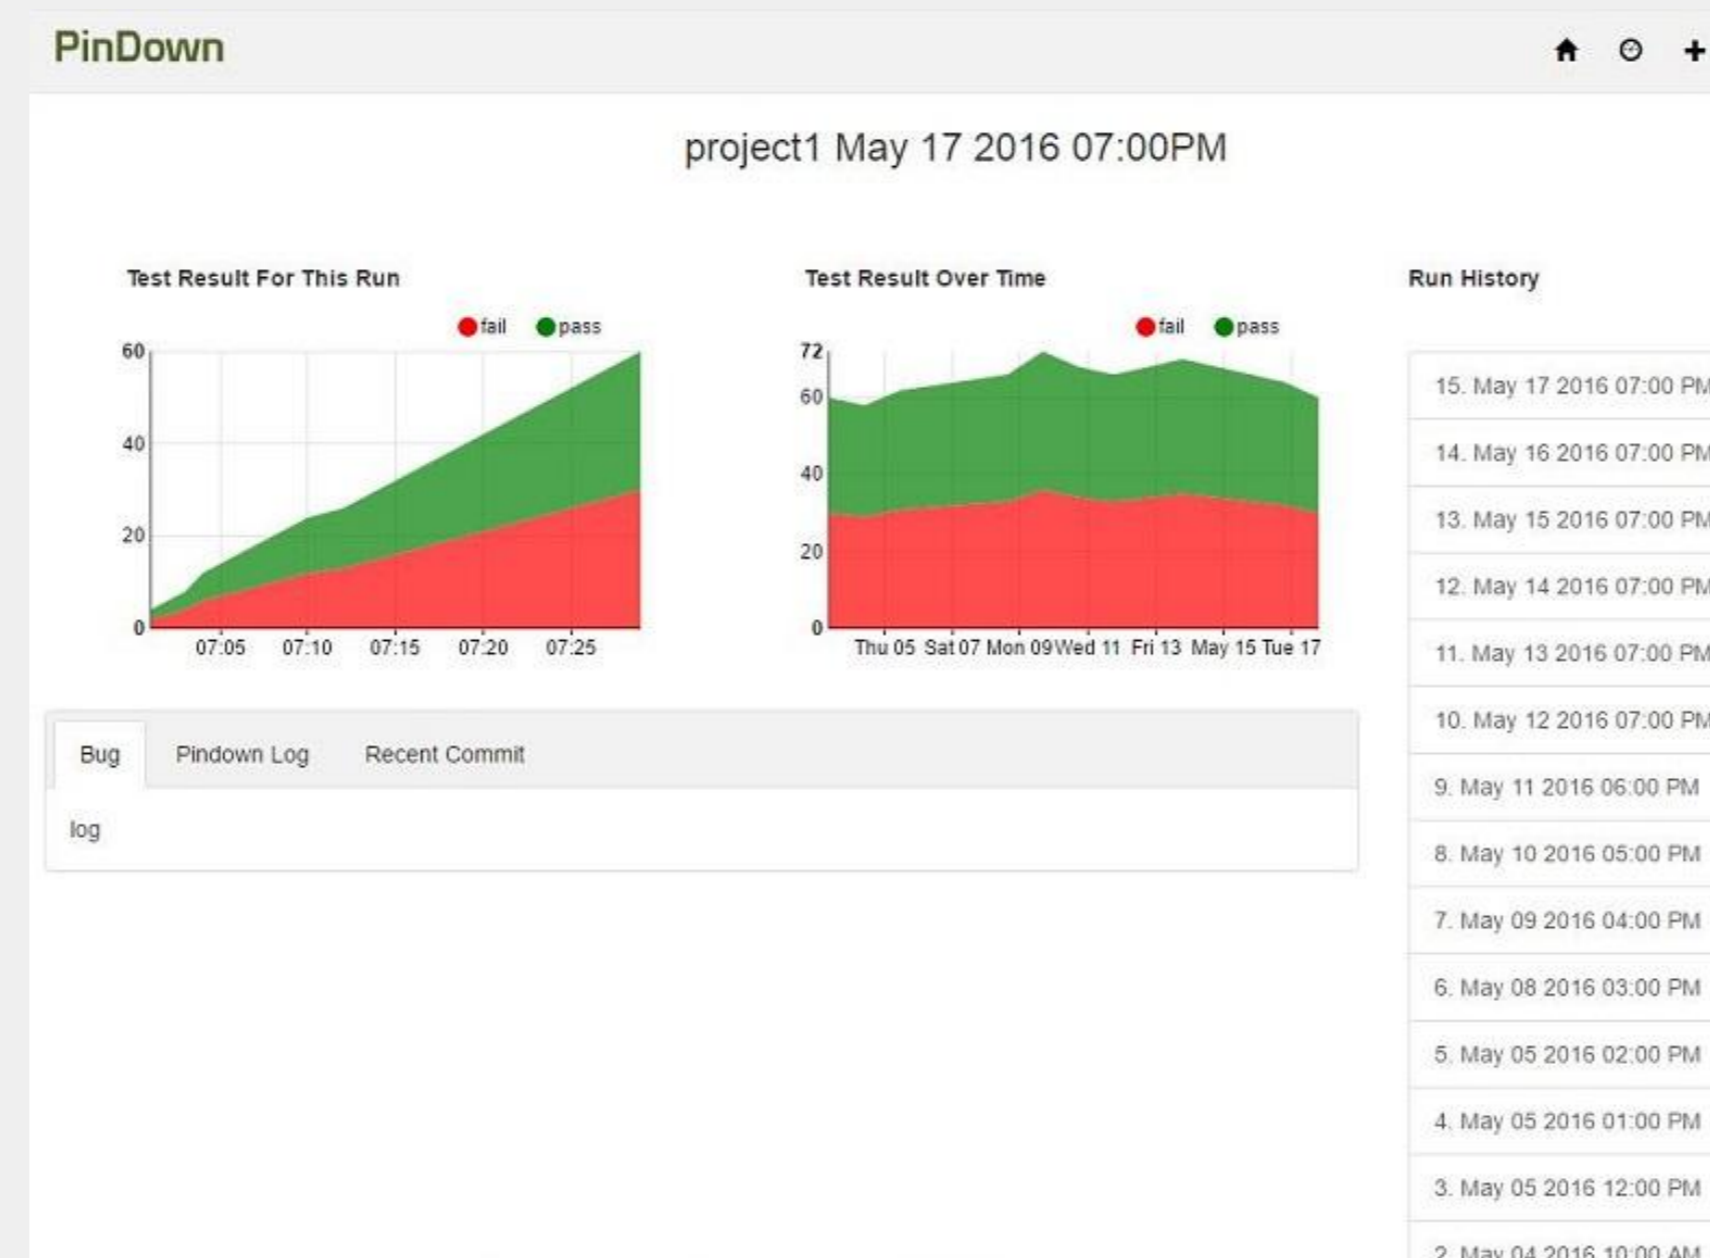 PinDown
project1 May 17 2016 07:00PM
Test Result For This Run
fail pass
60
40
20
0
07:05 07:10 07:15 07:20 07:25
Test Result Over Time
fail pass
72
60
40
20
0
Thu 05 Sat 07 Mon 09 Wed 11 Fri 13 May 15 Tue 17
Bug Pindown Log Recent Commit
log
Run History
15. May 17 2016 07:00 PM
14. May 16 2016 07:00 PM
13. May 15 2016 07:00 PM
12. May 14 2016 07:00 PM
11. May 13 2016 07:00 PM
10. May 12 2016 07:00 PM
9. May 11 2016 06:00 PM
8. May 10 2016 05:00 PM
7. May 09 2016 04:00 PM
6. May 08 2016 03:00 PM
5. May 05 2016 02:00 PM
4. May 05 2016 01:00 PM
3. May 05 2016 12:00 PM
2. May 04 2016 10:00 AM